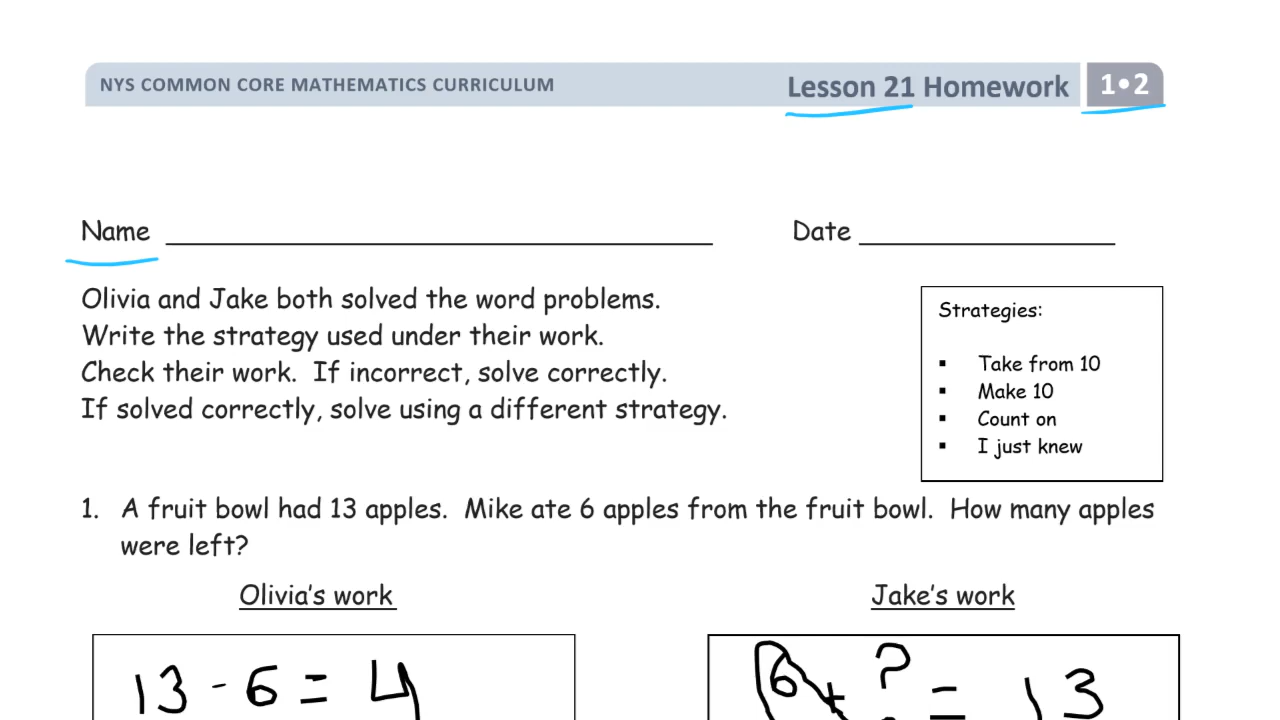 NYS COMMON CORE MATHEMATICS CURRICULUM Lesson 21 Homework 1•2
Name Date
Olivia and Jake both solved the word problems.
Write the strategy used under their work.
Check their work. If incorrect, solve correctly.
If solved correctly, solve using a different strategy.
Strategies:
▪ Take from 10
▪ Make 10
▪ Count on
▪ I just knew
1. A fruit bowl had 13 apples. Mike ate 6 apples from the fruit bowl. How many apples
were left?
Olivia's work
13 - 6 = 4
Jake's work
6 + ? = 13